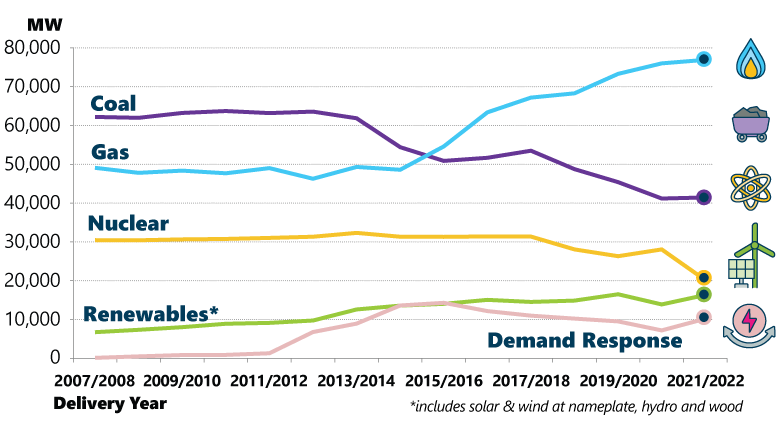 MW
80,000
70,000
60,000
50,000
40,000
30,000
20,000
10,000
0
Coal
Gas
Nuclear
Renewables*
Demand Response
2007/2008 2009/2010 2011/2012 2013/2014 2015/2016 2017/2018 2019/2020 2021/2022
Delivery Year
*includes solar & wind at nameplate, hydro and wood